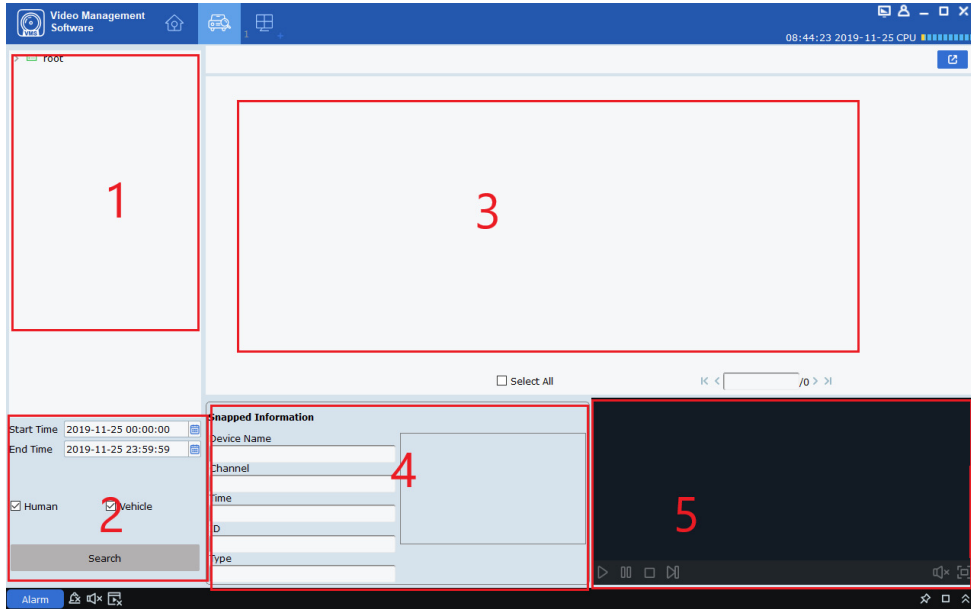 Video Management
Software
VMS
1
+
08:44:23 2019-11-25 CPU
root
1
3
Select All
/0
Start Time 2019-11-25 00:00:00
End Time 2019-11-25 23:59:59
Human Vehicle
2
Search
Snapped Information
Device Name
Channel
Time
ID
Type
4
5
Alarm